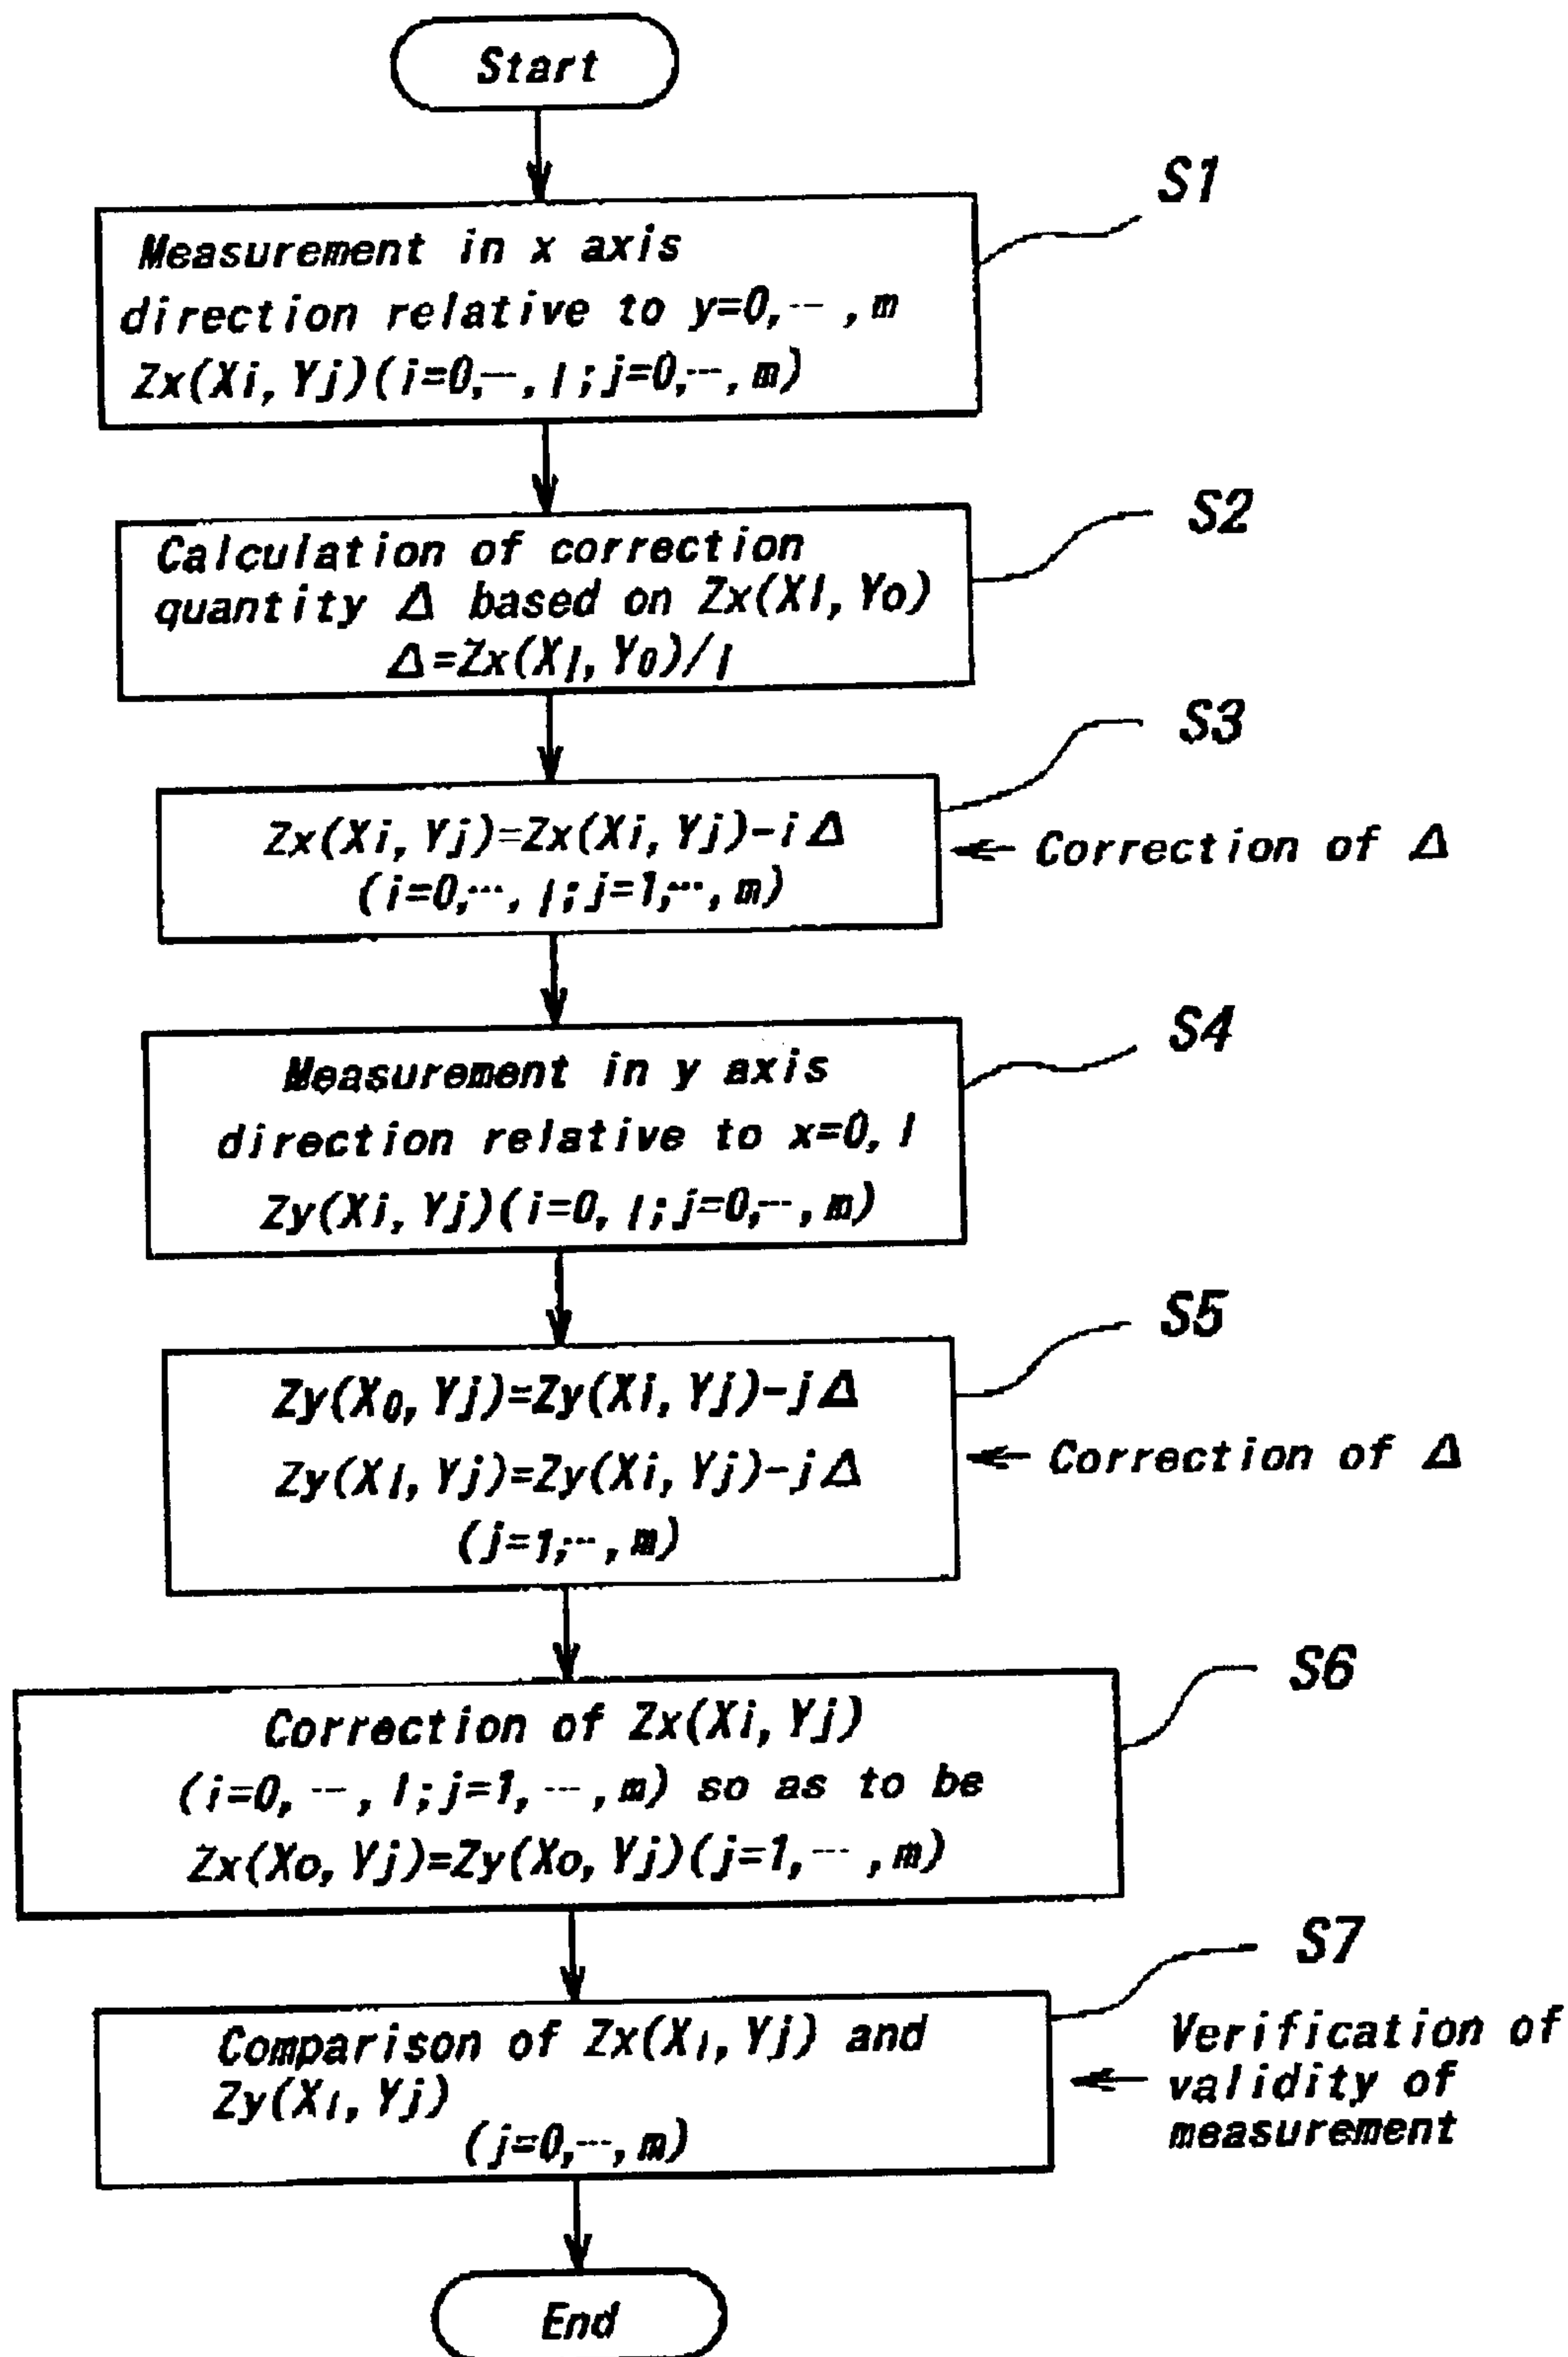 Start
S1
Measurement in x axis
direction relative to y=0,…,m
Zx(Xi,Yj)(i=0,…,l;j=0,…,m)
S2
Calculation of correction
quantity Δ based on Zx(Xl,Yo)
Δ=Zx(Xl,Y0)/l
S3
Zx(Xi,Yj)=Zx(Xi,Yj)-iΔ
(i=0,…,l;j=1,…,m)
Correction of Δ
S4
Measurement in y axis
direction relative to x=0,l
Zy(Xi,Yj)(i=0,l;j=0,…,m)
S5
Zy(X0,Yj)=Zy(Xi,Yj)-jΔ
Zy(Xl,Yj)=Zy(Xi,Yj)-jΔ
(j=1,…,m)
Correction of Δ
S6
Correction of Zx(Xi,Yj)
(i=0,…,l;j=1,…,m) so as to be
Zx(Xo,Yj)=Zy(Xo,Yj)(j=1,…,m)
S7
Comparison of Zx(Xl,Yj) and
Zy(Xl,Yj)
(j=0,…,m)
Verification of
validity of
measurement
End